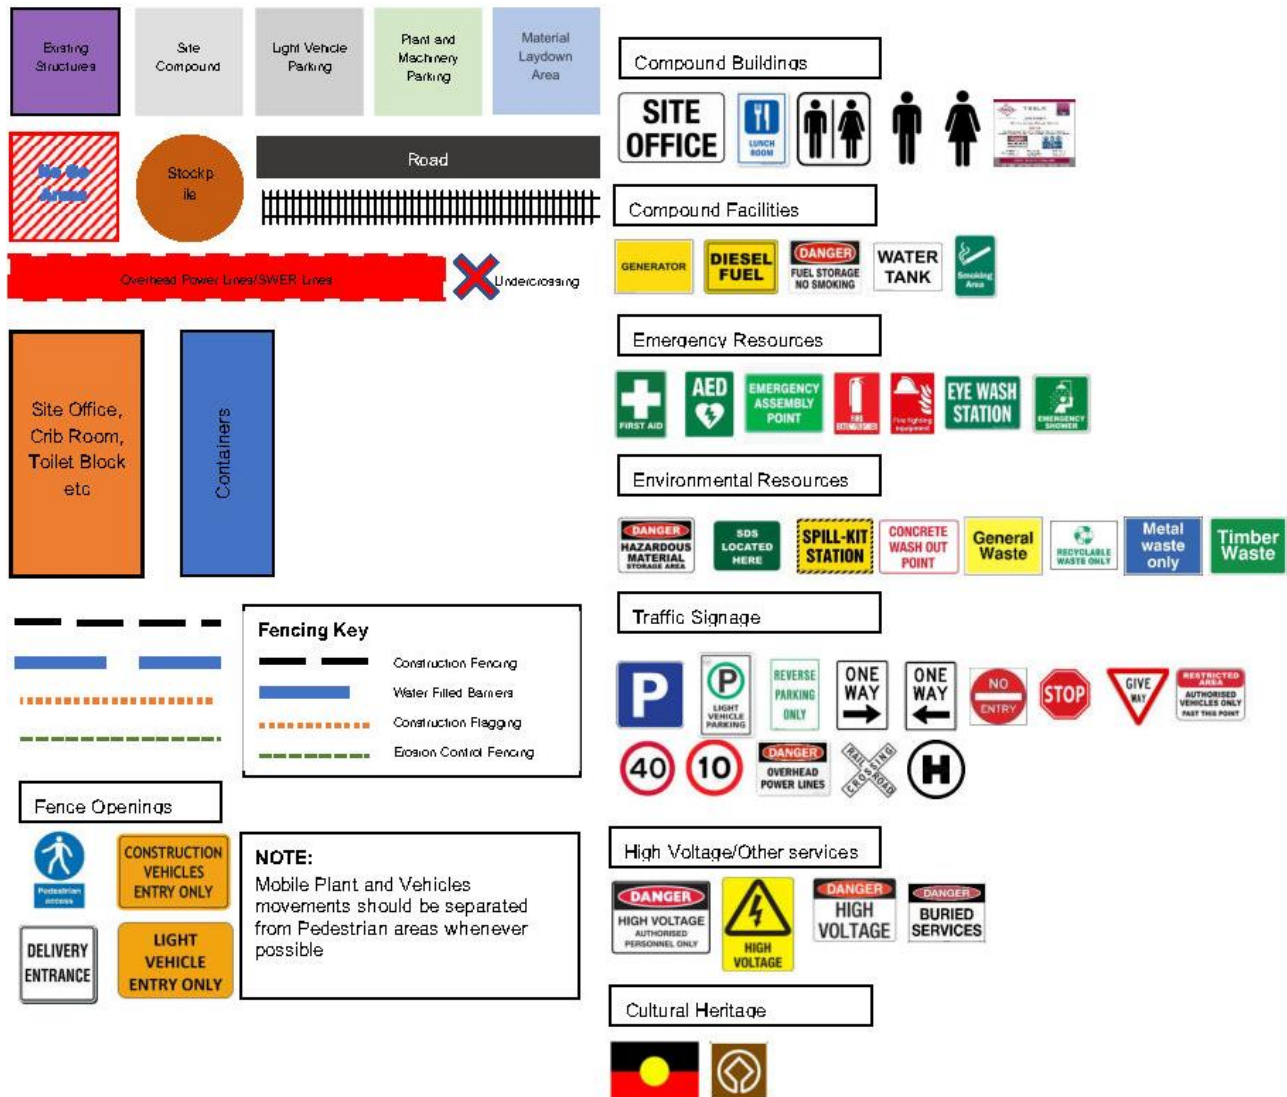 Existing
Structures
Site
Compound
Light Vehicle
Parking
Plant and
Machinery
Parking
Material
Laydown
Area
No Go
Areas
Stockp
ile
Road
Overhead Power Lines/SWER Lines
Undercrossing
Site Office,
Crib Room,
Toilet Block
etc
Containers
Fencing Key
Construction Fencing
Water Filled Barriers
Construction Flagging
Erosion Control Fencing
Fence Openings
Pedestrian
access
CONSTRUCTION
VEHICLES
ENTRY ONLY
DELIVERY
ENTRANCE
LIGHT
VEHICLE
ENTRY ONLY
NOTE:
Mobile Plant and Vehicles
movements should be separated
from Pedestrian areas whenever
possible
Compound Buildings
SITE
OFFICE
LUNCH
ROOM
TESLA
Compound Facilities
GENERATOR
DIESEL
FUEL
DANGER
FUEL STORAGE
NO SMOKING
WATER
TANK
Smoking
Area
Emergency Resources
FIRST AID
AED
EMERGENCY
ASSEMBLY
POINT
FIRE
EXTINGUISHER
Fire fighting
equipment
EYE WASH
STATION
EMERGENCY
SHOWER
Environmental Resources
DANGER
HAZARDOUS
MATERIAL
STORAGE AREA
SDS
LOCATED
HERE
SPILL-KIT
STATION
CONCRETE
WASH OUT
POINT
General
Waste
RECYCLABLE
WASTE ONLY
Metal
waste
only
Timber
Waste
Traffic Signage
P
P
LIGHT
VEHICLE
PARKING
REVERSE
PARKING
ONLY
ONE
WAY
ONE
WAY
NO
ENTRY
STOP
GIVE
WAY
RESTRICTED
AREA
AUTHORISED
VEHICLES ONLY
PAST THIS POINT
40
10
DANGER
OVERHEAD
POWER LINES
RAILROAD
CROSSING
H
High Voltage/Other services
DANGER
HIGH VOLTAGE
AUTHORISED
PERSONNEL ONLY
HIGH
VOLTAGE
DANGER
HIGH
VOLTAGE
DANGER
BURIED
SERVICES
Cultural Heritage